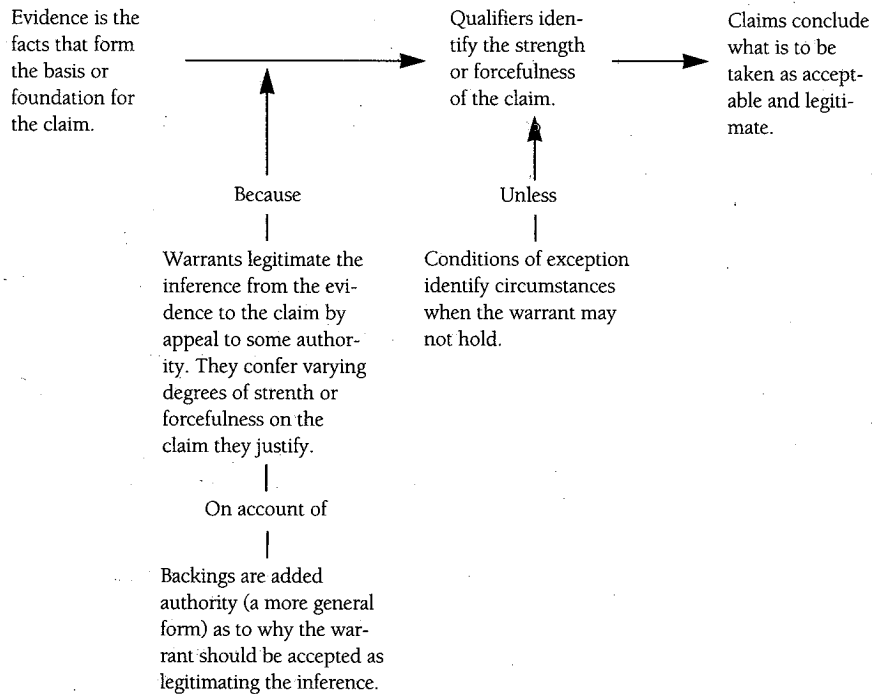 Evidence is the
facts that form
the basis or
foundation for
the claim.
Qualifiers iden-
tify the strength
or forcefulness
of the claim.
Claims conclude
what is to be
taken as accept-
able and legiti-
mate.
Because
Unless
Warrants legitimate the
inference from the evi-
dence to the claim by
appeal to some author-
ity. They confer varying
degrees of strenth or
forcefulness on the
claim they justify.
Conditions of exception
identify circumstances
when the warrant may
not hold.
On account of
Backings are added
authority (a more general
form) as to why the war-
rant should be accepted as
legitimating the inference.